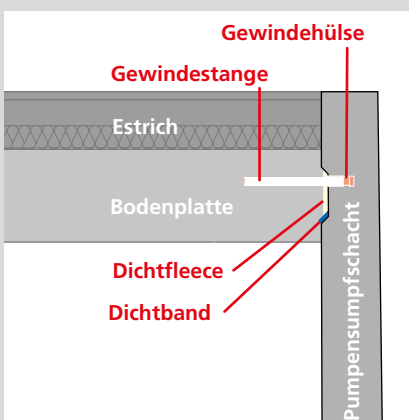 Gewindehülse
Gewindestange
Estrich
Bodenplatte
Dichtfleece
Dichtband
Pumpensumpfschacht